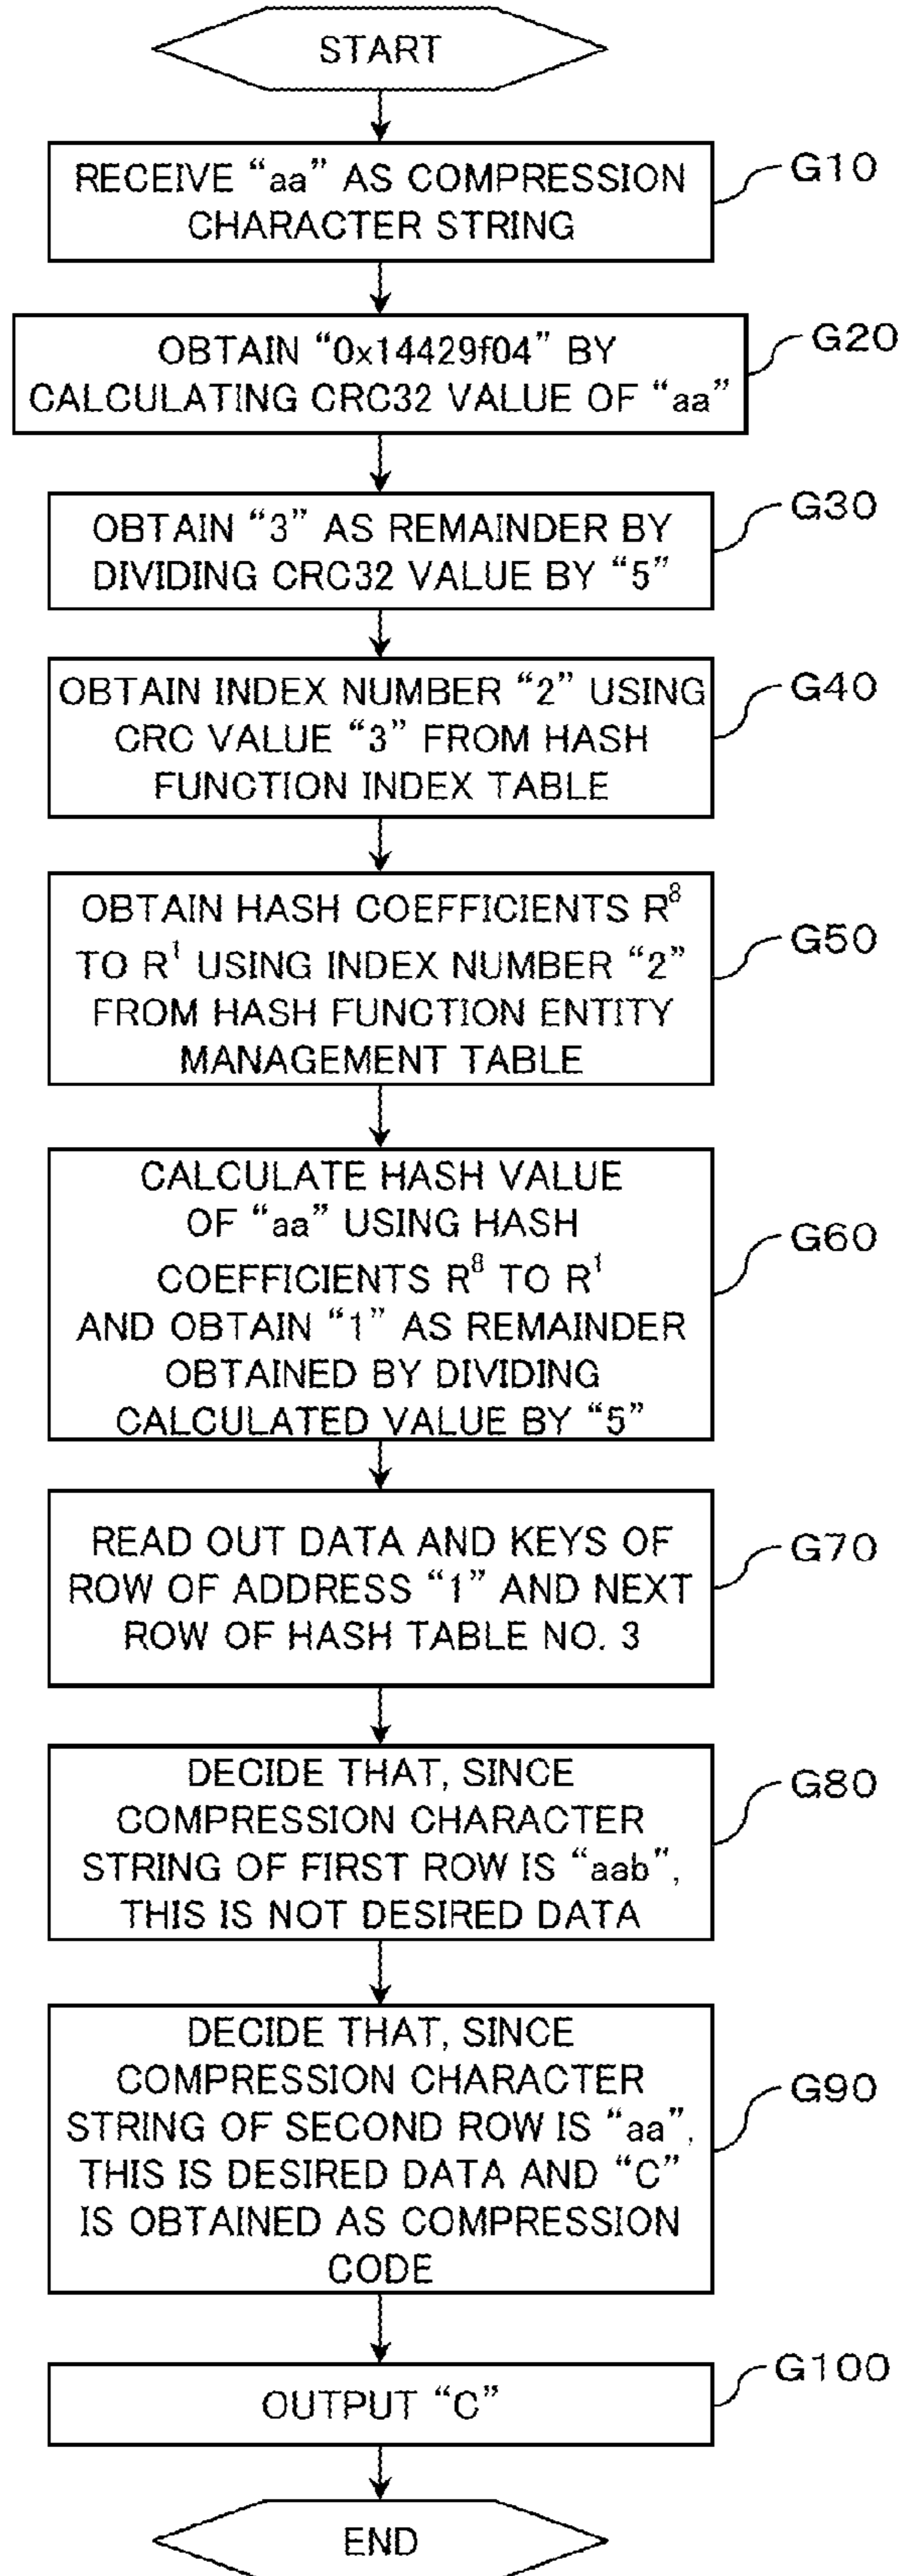 START
RECEIVE “aa” AS COMPRESSION
CHARACTER STRING
G10
OBTAIN “0x14429f04” BY
CALCULATING CRC32 VALUE OF “aa”
G20
OBTAIN “3” AS REMAINDER BY
DIVIDING CRC32 VALUE BY “5”
G30
OBTAIN INDEX NUMBER “2” USING
CRC VALUE “3” FROM HASH
FUNCTION INDEX TABLE
G40
OBTAIN HASH COEFFICIENTS R⁸
TO R¹ USING INDEX NUMBER “2”
FROM HASH FUNCTION ENTITY
MANAGEMENT TABLE
G50
CALCULATE HASH VALUE
OF “aa” USING HASH
COEFFICIENTS R⁸ TO R¹
AND OBTAIN “1” AS REMAINDER
OBTAINED BY DIVIDING
CALCULATED VALUE BY “5”
G60
READ OUT DATA AND KEYS OF
ROW OF ADDRESS “1” AND NEXT
ROW OF HASH TABLE NO. 3
G70
DECIDE THAT, SINCE
COMPRESSION CHARACTER
STRING OF FIRST ROW IS “aab”,
THIS IS NOT DESIRED DATA
G80
DECIDE THAT, SINCE
COMPRESSION CHARACTER
STRING OF SECOND ROW IS “aa”,
THIS IS DESIRED DATA AND “C”
IS OBTAINED AS COMPRESSION
CODE
G90
OUTPUT “C”
G100
END